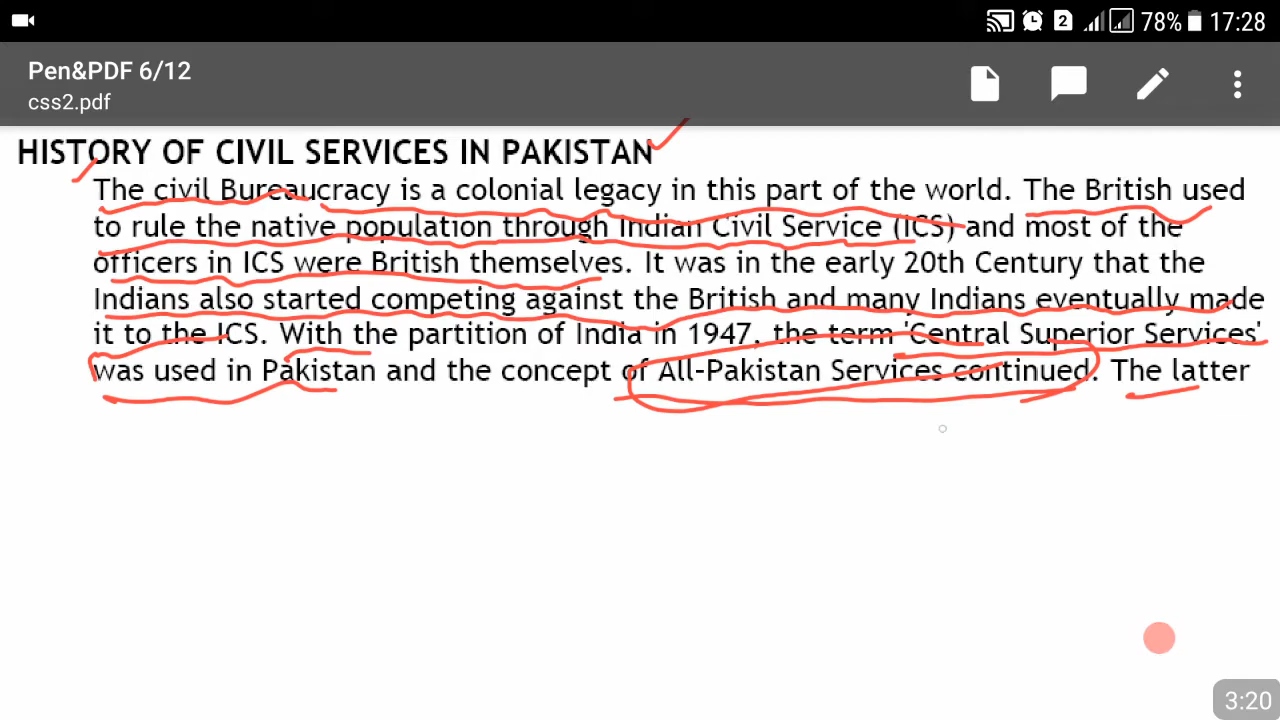 2 78% 17:28
Pen&PDF 6/12
css2.pdf
HISTORY OF CIVIL SERVICES IN PAKISTAN
The civil Bureaucracy is a colonial legacy in this part of the world. The British used
to rule the native population through Indian Civil Service (ICS) and most of the
officers in ICS were British themselves. It was in the early 20th Century that the
Indians also started competing against the British and many Indians eventually made
it to the ICS. With the partition of India in 1947, the term 'Central Superior Services'
was used in Pakistan and the concept of All-Pakistan Services continued. The latter
3:20